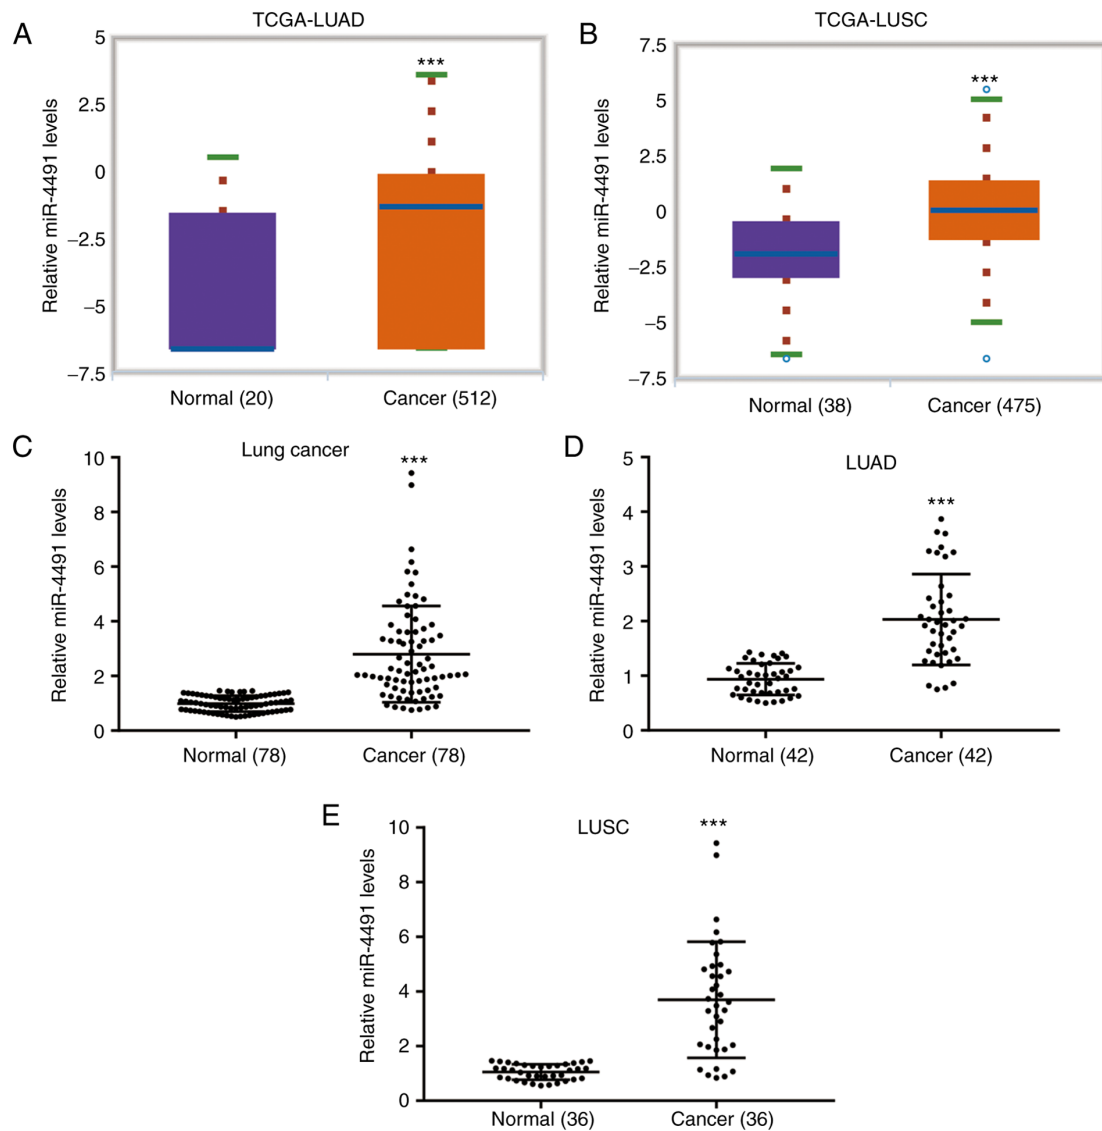 A
TCGA-LUAD
Relative miR-4491 levels
5
2.5
0
–2.5
–5
–7.5
***
Normal (20)
Cancer (512)
B
TCGA-LUSC
Relative miR-4491 levels
7.5
5
2.5
0
–2.5
–5
–7.5
***
Normal (38)
Cancer (475)
C
Lung cancer
Relative miR-4491 levels
10
8
6
4
2
0
***
Normal (78)
Cancer (78)
D
LUAD
Relative miR-4491 levels
5
4
3
2
1
0
***
Normal (42)
Cancer (42)
E
LUSC
Relative miR-4491 levels
10
8
6
4
2
0
***
Normal (36)
Cancer (36)